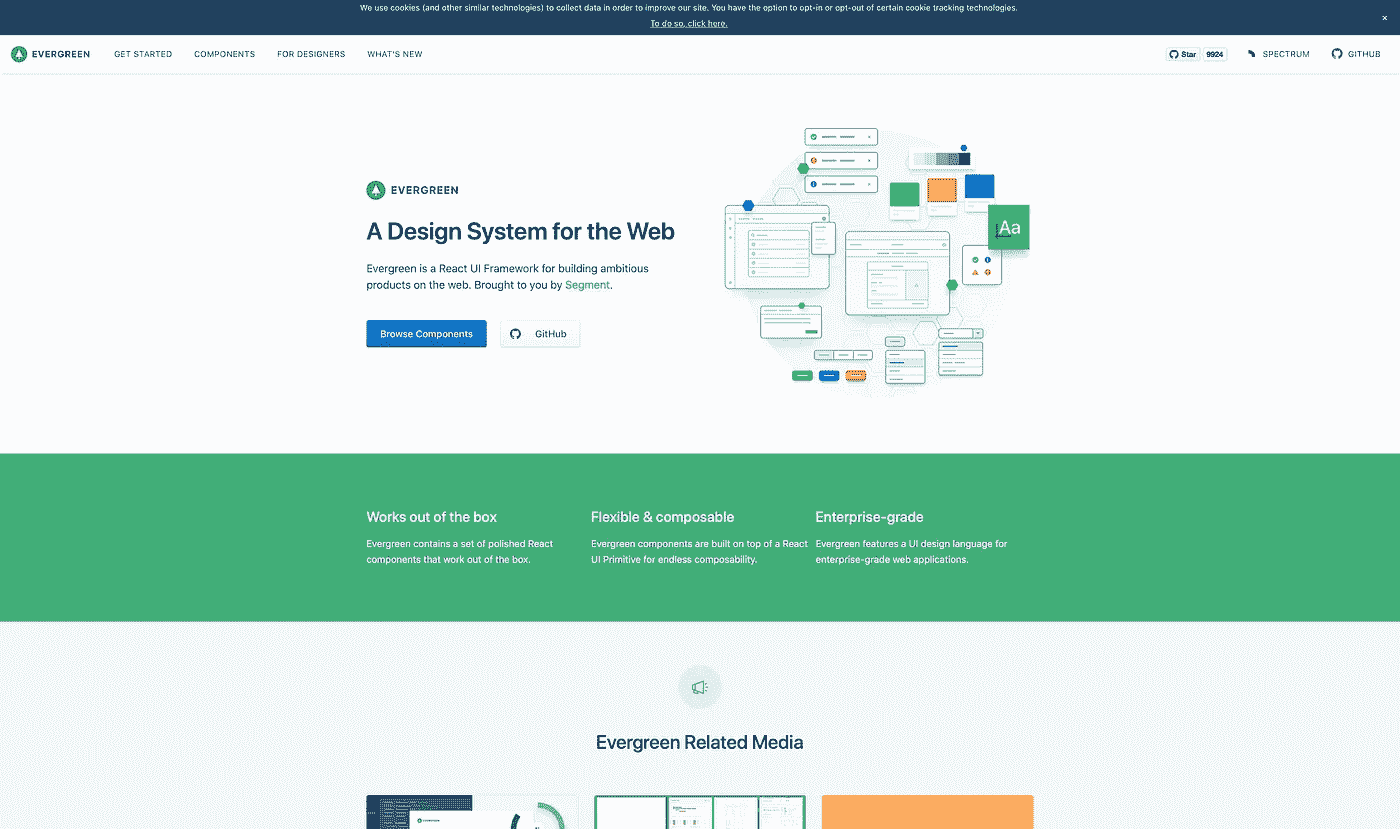 We use cookies (and other similar technologies) to collect data in order to improve our site. You have the option to opt-in or opt-out of certain cookie tracking technologies.
To do so, click here.
×
EVERGREEN GET STARTED COMPONENTS FOR DESIGNERS WHAT'S NEW Star 9924 SPECTRUM GITHUB
EVERGREEN
A Design System for the Web
Evergreen is a React UI Framework for building ambitious
products on the web. Brought to you by Segment.
Browse Components GitHub
Aa
Works out of the box
Evergreen contains a set of polished React
components that work out of the box.
Flexible & composable
Evergreen components are built on top of a React
UI Primitive for endless composability.
Enterprise-grade
Evergreen features a UI design language for
enterprise-grade web applications.
Evergreen Related Media